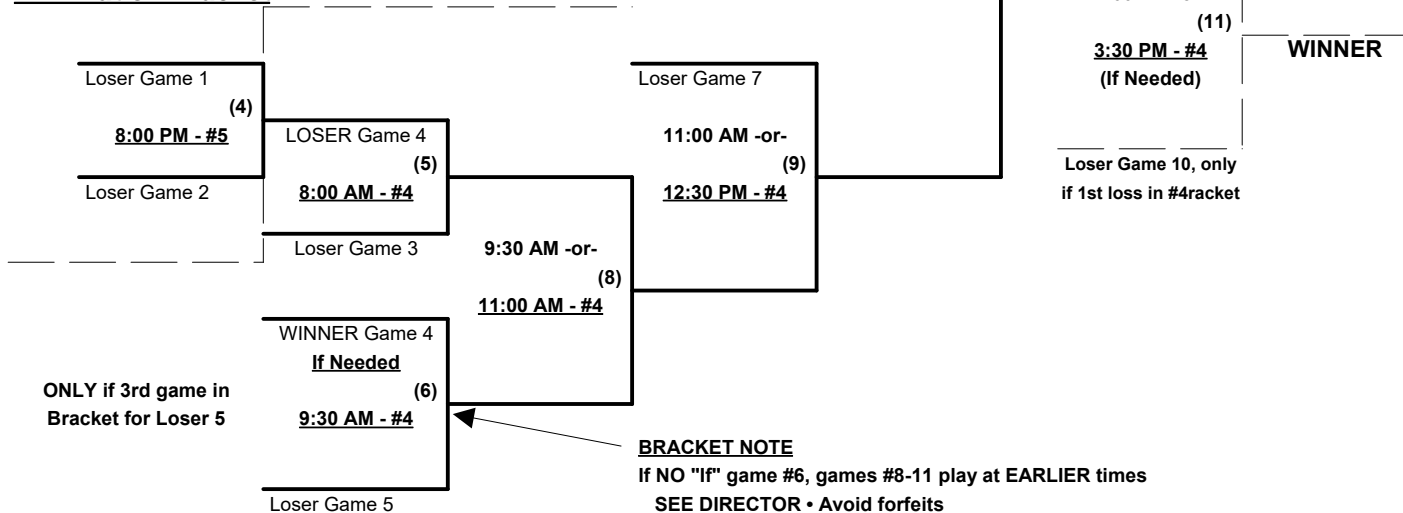 (11)
3:30 PM - #4
WINNER
(If Needed)
Loser Game 1
Loser Game 7
(4)
8:00 PM - #5
LOSER Game 4
11:00 AM -or-
(5)
(9)
Loser Game 10, only
Loser Game 2
8:00 AM - #4
12:30 PM - #4
if 1st loss in #4racket
Loser Game 3
9:30 AM -or-
(8)
11:00 AM - #4
WINNER Game 4
If Needed
ONLY if 3rd game in
(6)
Bracket for Loser 5
9:30 AM - #4
BRACKET NOTE
If NO "If" game #6, games #8-11 play at EARLIER times
Loser Game 5
SEE DIRECTOR • Avoid forfeits